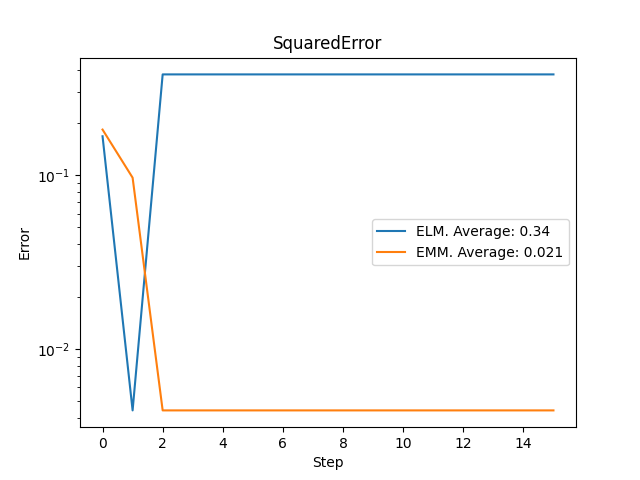 SquaredError
Error
10⁻¹
10⁻²
ELM. Average: 0.34
EMM. Average: 0.021
0 2 4 6 8 10 12 14
Step